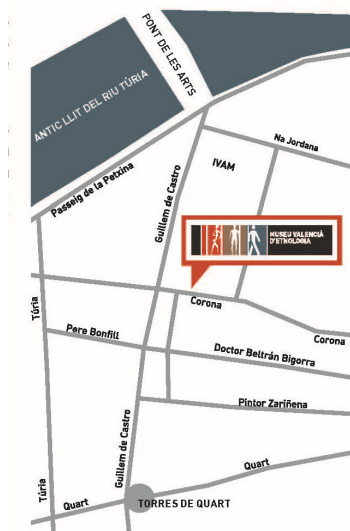 PONT DE LES ARTS
ANTIC LLIT DEL RIU TÚRIA
Na Jordana
IVAM
Passeig de la Petxina
Guillem de Castro
MUSEU VALENCIÀ
D'ETNOLOGIA
Corona
Corona
Túria
Pere Bonfill
Doctor Beltrán Bigorra
Pintor Zariñena
Guillem de Castro
Quart
Túria
Quart
TORRES DE QUART